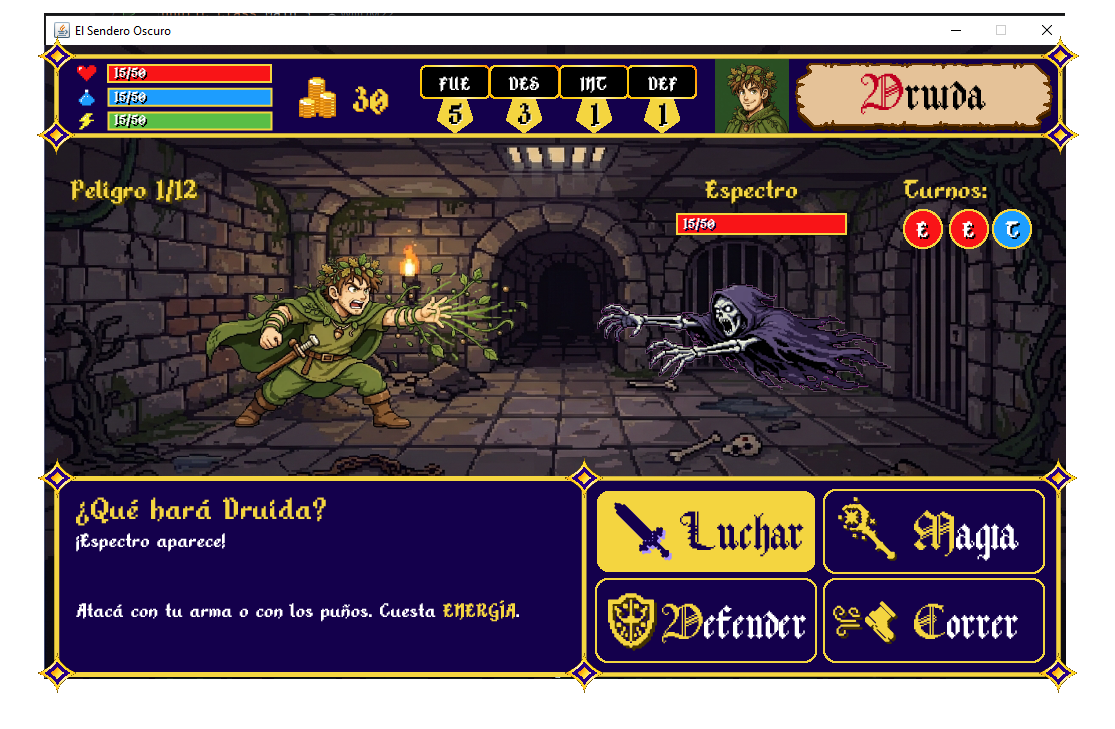 El Sendero Oscuro
15/50
15/50
15/50
30
FUE DES INT DEF
5 3 1 1
Druida
Peligro 1/12
Espectro
15/50
Turnos:
E E T
¿Qué hará Druida?
¡Espectro aparece!
Atacá con tu arma o con los puños. Cuesta ENERGÍA.
Luchar
Magia
Defender
Correr